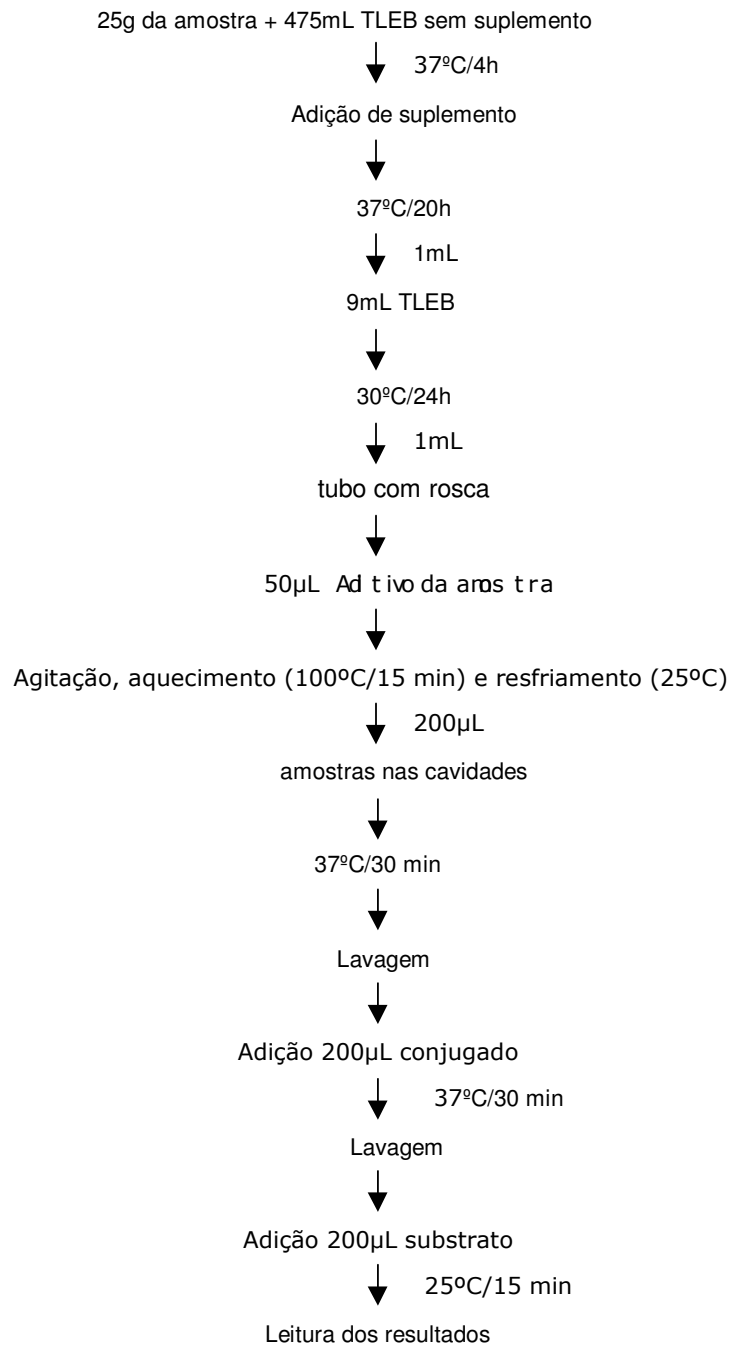 25g da amostra + 475mL TLEB sem suplemento
37ºC/4h
Adição de suplemento
37ºC/20h
1mL
9mL TLEB
30ºC/24h
1mL
tubo com rosca
50µL Ad t ivo da amos t ra
Agitação, aquecimento (100ºC/15 min) e resfriamento (25ºC)
200µL
amostras nas cavidades
37ºC/30 min
Lavagem
Adição 200µL conjugado
37ºC/30 min
Lavagem
Adição 200µL substrato
25ºC/15 min
Leitura dos resultados